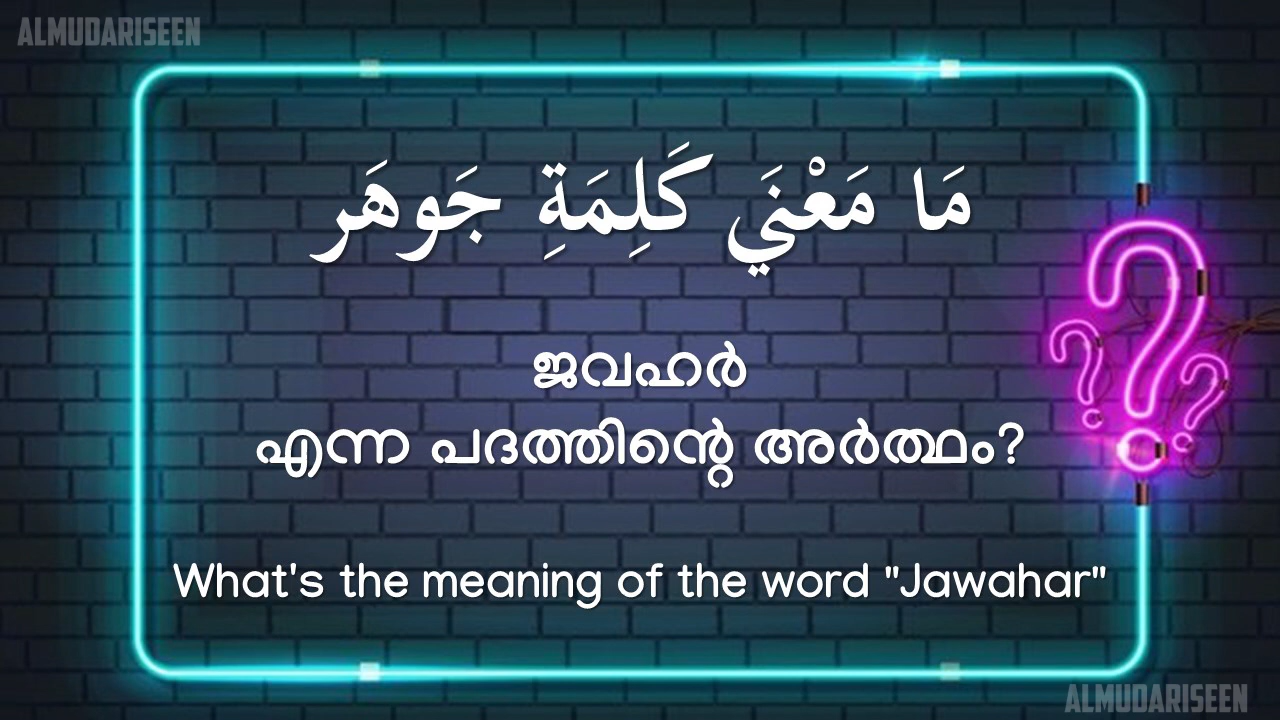 ALMUDARISEEN
مَا مَعْنَي كَلِمَةِ جَوهَر
ജവഹർ
എന്ന പദത്തിന്റെ അർത്ഥം?
What's the meaning of the word "Jawahar"
ALMUDARISEEN